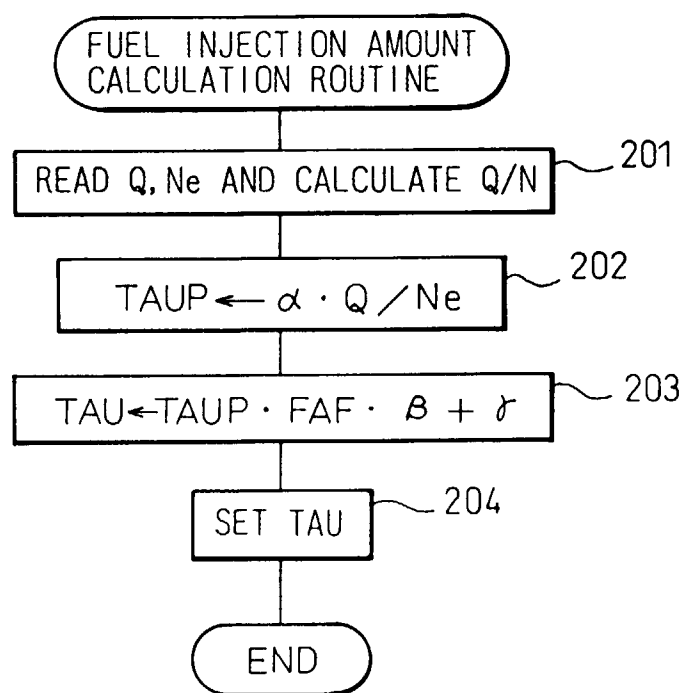 FUEL INJECTION AMOUNT
CALCULATION ROUTINE
201
READ Q, Ne AND CALCULATE Q/N
202
TAUP ← α · Q / Ne
203
TAU ← TAUP · FAF · β + γ
204
SET TAU
END